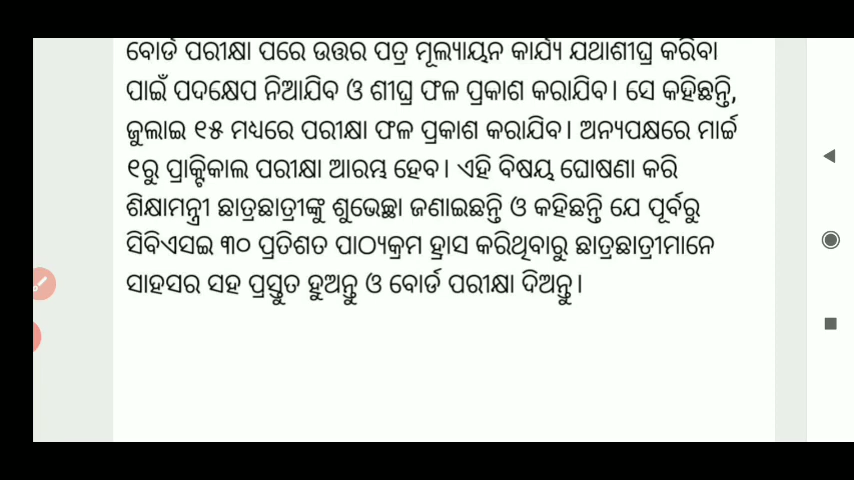 ବୋର୍ଡ ପରୀକ୍ଷା ପରେ ଉତ୍ତର ପତ୍ର ମୂଲ୍ୟାୟନ କାର୍ଯ୍ୟ ଯଥାଶୀଘ୍ର କରିବା
ପାଇଁ ପଦକ୍ଷେପ ନିଆଯିବ ଓ ଶୀଘ୍ର ଫଳ ପ୍ରକାଶ କରାଯିବ। ସେ କହିଛନ୍ତି,
ଜୁଲାଇ ୧୫ ମଧ୍ୟରେ ପରୀକ୍ଷା ଫଳ ପ୍ରକାଶ କରାଯିବ। ଅନ୍ୟପକ୍ଷରେ ମାର୍ଚ୍ଚ
୧ରୁ ପ୍ରାକ୍ଟିକାଲ ପରୀକ୍ଷା ଆରମ୍ଭ ହେବ। ଏହି ବିଷୟ ଘୋଷଣା କରି
ଶିକ୍ଷାମନ୍ତ୍ରୀ ଛାତ୍ରଛାତ୍ରୀଙ୍କୁ ଶୁଭେଚ୍ଛା ଜଣାଇଛନ୍ତି ଓ କହିଛନ୍ତି ଯେ ପୂର୍ବରୁ
ସିବିଏସଇ ୩୦ ପ୍ରତିଶତ ପାଠ୍ୟକ୍ରମ ହ୍ରାସ କରିଥିବାରୁ ଛାତ୍ରଛାତ୍ରୀମାନେ
ସାହସର ସହ ପ୍ରସ୍ତୁତ ହୁଅନ୍ତୁ ଓ ବୋର୍ଡ ପରୀକ୍ଷା ଦିଅନ୍ତୁ।